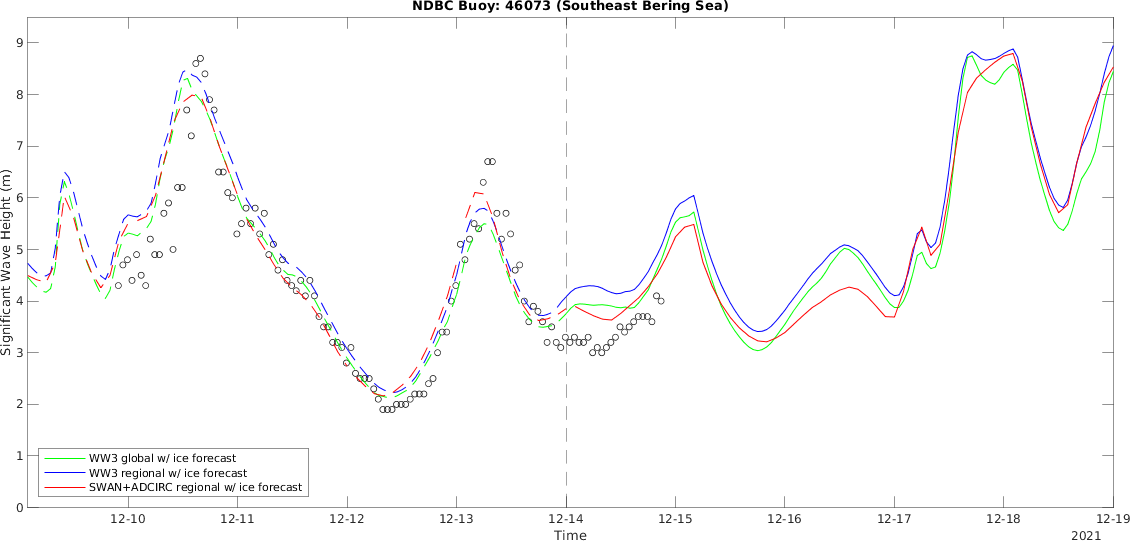 NDBC Buoy: 46073 (Southeast Bering Sea)
Significant Wave Height (m)
9
8
7
6
5
4
3
2
1
0
WW3 global w/ ice forecast
WW3 regional w/ ice forecast
SWAN+ADCIRC regional w/ ice forecast
12-10 12-11 12-12 12-13 12-14 12-15 12-16 12-17 12-18 12-19
Time
2021